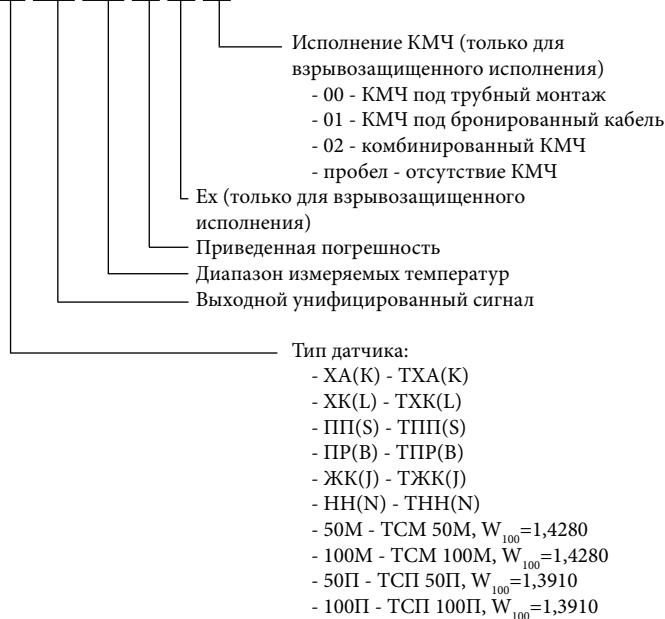 Исполнение КМЧ (только для
взрывозащищенного исполнения)
- 00 - КМЧ под трубный монтаж
- 01 - КМЧ под бронированный кабель
- 02 - комбинированный КМЧ
- пробел - отсутствие КМЧ
Ex (только для взрывозащищенного
исполнения)
Приведенная погрешность
Диапазон измеряемых температур
Выходной унифицированный сигнал
Тип датчика:
- ХА(К) - ТХА(К)
- ХК(L) - ТХК(L)
- ПП(S) - ТПП(S)
- ПР(В) - ТПР(В)
- ЖК(J) - ТЖК(J)
- НН(N) - ТНН(N)
- 50М - ТСМ 50М, W₁₀₀=1,4280
- 100М - ТСМ 100М, W₁₀₀=1,4280
- 50П - ТСП 50П, W₁₀₀=1,3910
- 100П - ТСП 100П, W₁₀₀=1,3910